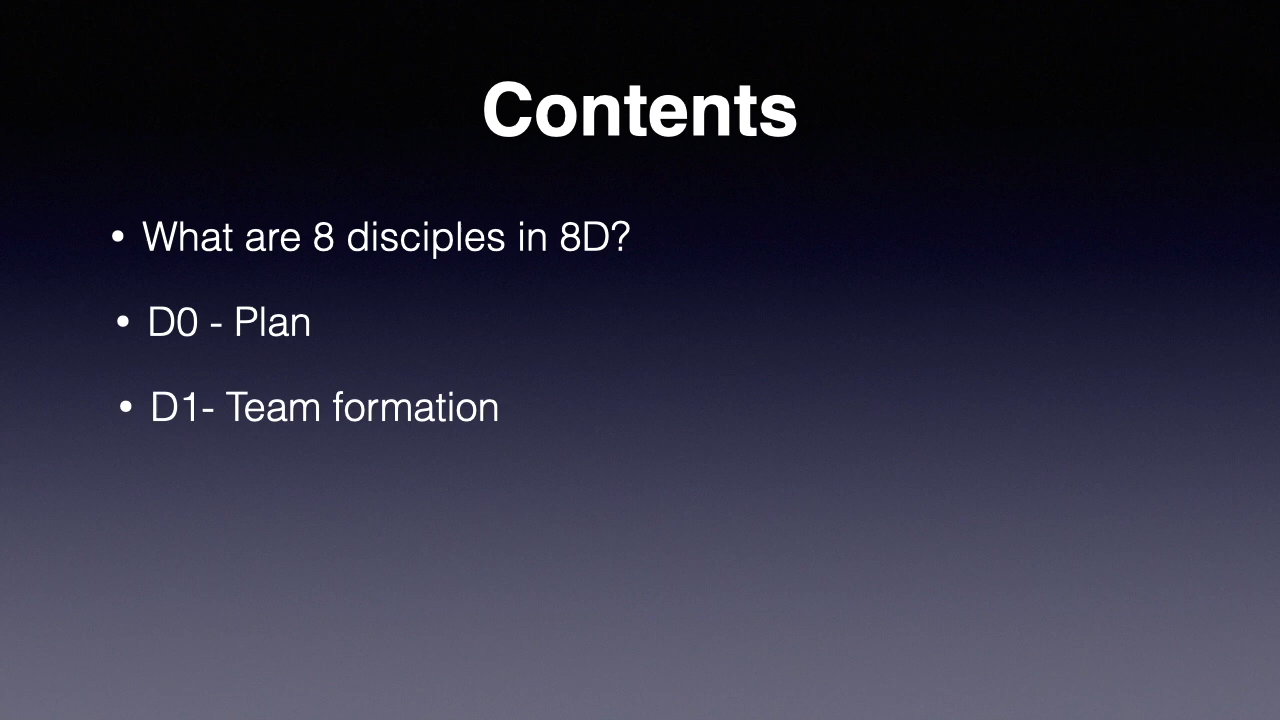 Contents
• What are 8 disciples in 8D?
• D0 - Plan
• D1- Team formation